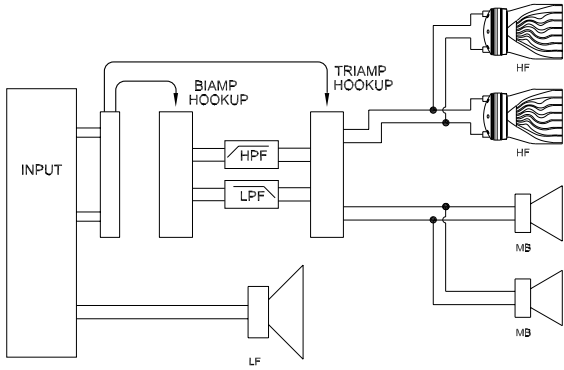 HF
TRIAMP
HOOKUP
BIAMP
HOOKUP
HF
INPUT
HPF
LPF
MB
MB
LF